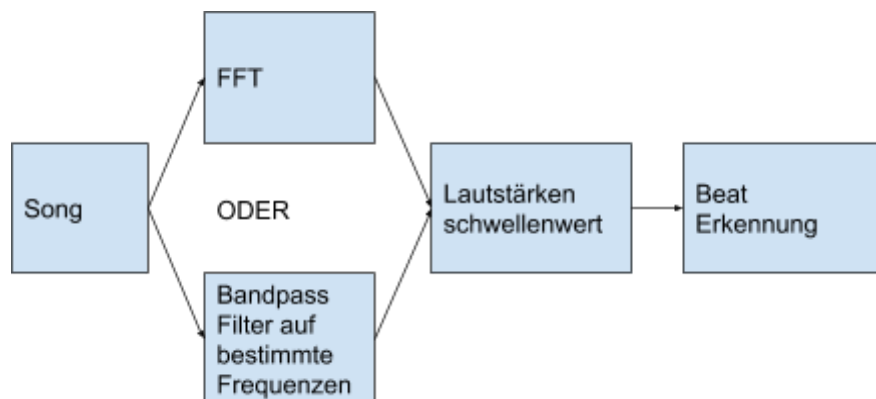 Song
FFT
ODER
Bandpass
Filter auf
bestimmte
Frequenzen
Lautstärken
schwellenwert
Beat
Erkennung